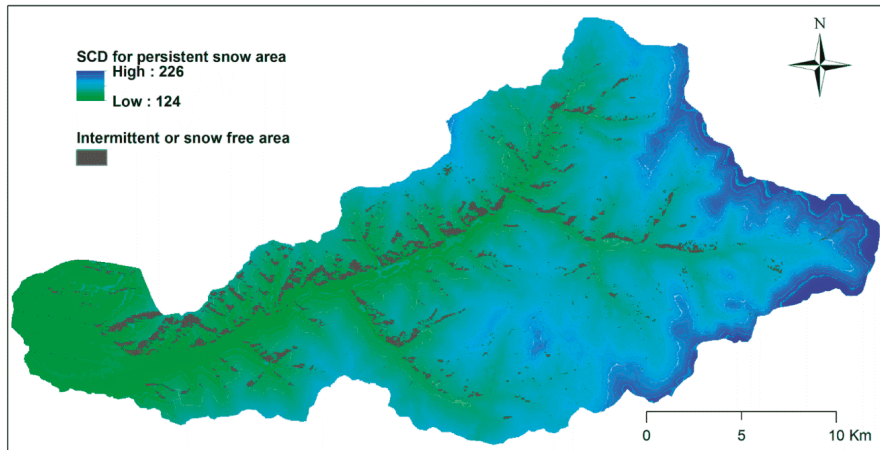 N
SCD for persistent snow area
High : 226
Low : 124
Intermittent or snow free area
0 5 10 Km